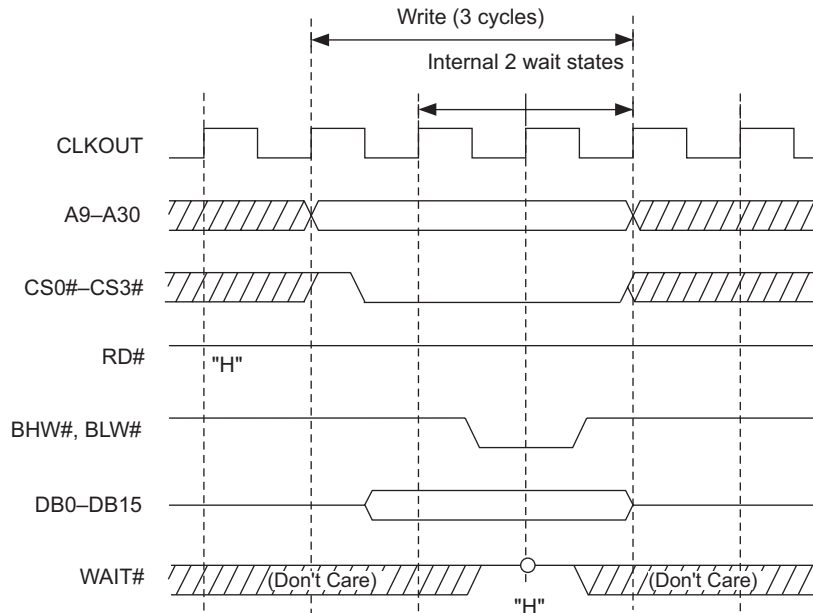 Write (3 cycles)
Internal 2 wait states
CLKOUT
A9–A30
CS0#–CS3#
RD#
"H"
BHW#, BLW#
DB0–DB15
WAIT#
(Don't Care)
(Don't Care)
"H"